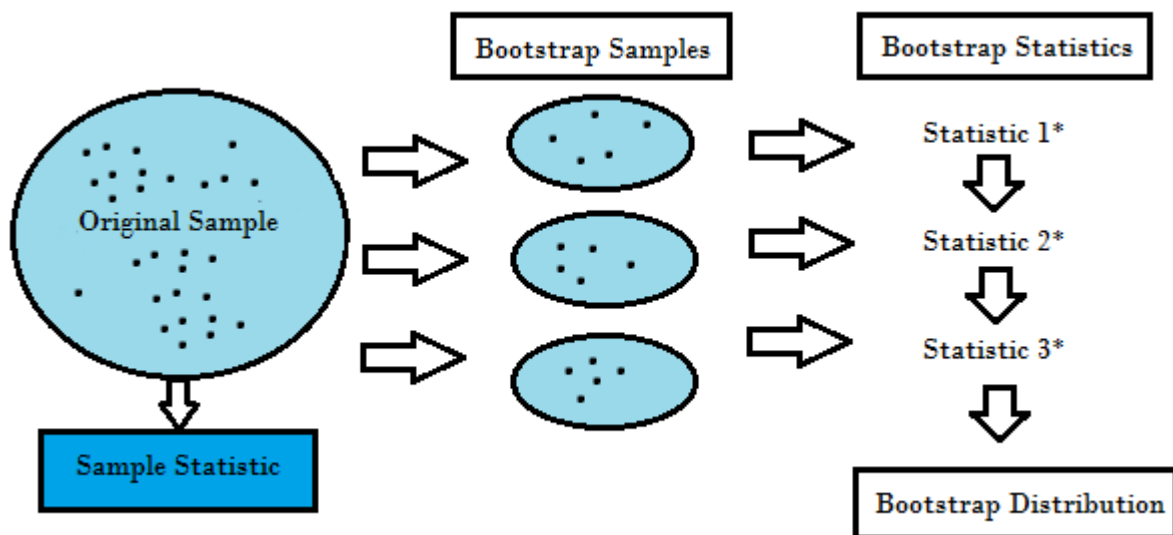 Bootstrap Samples
Bootstrap Statistics
Original Sample
Statistic 1*
Statistic 2*
Statistic 3*
Sample Statistic
Bootstrap Distribution